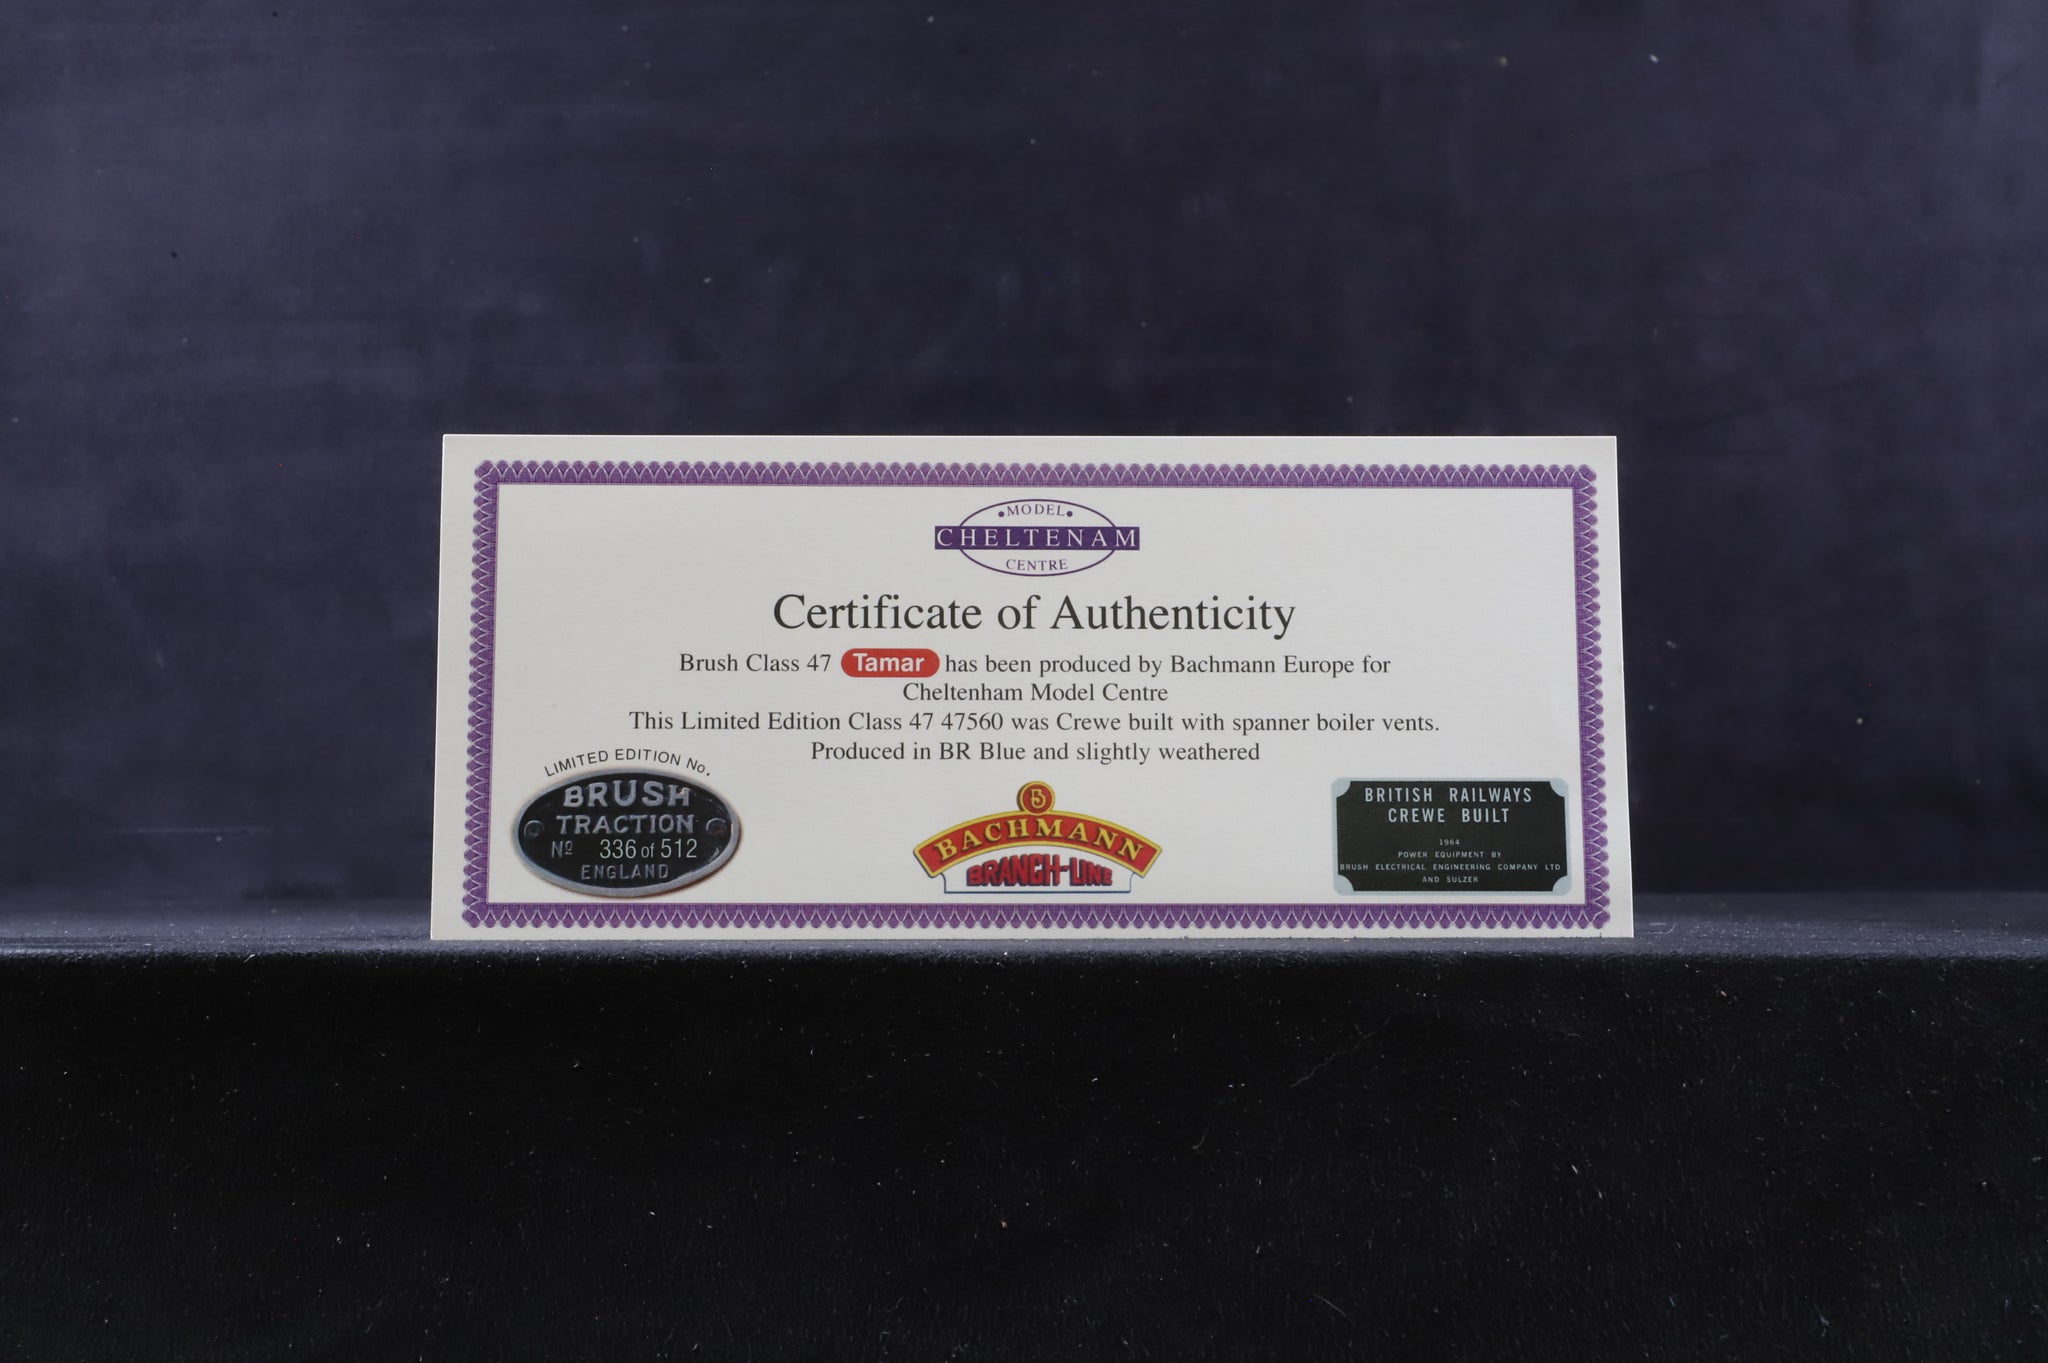 MODEL
CHELTENAM
CENTRE
Certificate of Authenticity
Brush Class 47 Tamar has been produced by Bachmann Europe for
Cheltenham Model Centre
This Limited Edition Class 47 47560 was Crewe built with spanner boiler vents.
Produced in BR Blue and slightly weathered
LIMITED EDITION No.
BRUSH
TRACTION
Nº 336 of 512
ENGLAND
B
BACHMANN
BRANCH-LINE
BRITISH RAILWAYS
CREWE BUILT
1964
POWER EQUIPMENT BY
BRUSH ELECTRICAL ENGINEERING COMPANY LTD
AND SULZER